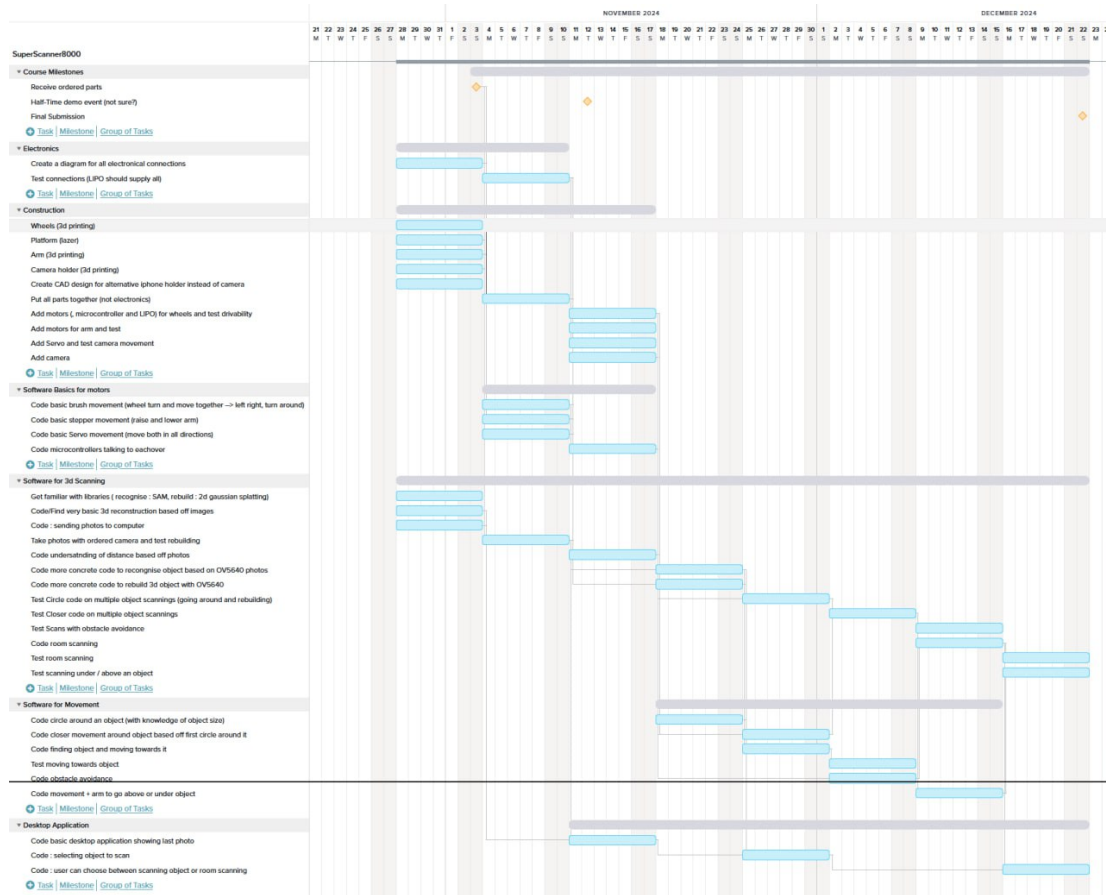 NOVEMBER 2024 DECEMBER 2024
21 22 23 24 25 26 27 28 29 30 31 1 2 3 4 5 6 7 8 9 10 11 12 13 14 15 16 17 18 19 20 21 22 23 24 25 26 27 28 29 30 1 2 3 4 5 6 7 8 9 10 11 12 13 14 15 16 17 18 19 20 21 22 23
M T W T F S S M T W T F S S M T W T F S S M T W T F S S M T W T F S S M T W T F S S M T W T F S S M T W T F S S M T W T F S S M
SuperScanner8000
Course Milestones
Receive ordered parts
Half-Time demo event (not sure?)
Final Submission
Task | Milestone | Group of Tasks
Electronics
Create a diagram for all electronical connections
Test connections (LIPO should supply all)
Task | Milestone | Group of Tasks
Construction
Wheels (3d printing)
Platform (lazer)
Arm (3d printing)
Camera holder (3d printing)
Create CAD design for alternative iphone holder instead of camera
Put all parts together (not electronics)
Add motors (, microcontroller and LIPO) for wheels and test drivability
Add motors for arm and test
Add Servo and test camera movement
Add camera
Task | Milestone | Group of Tasks
Software Basics for motors
Code basic brush movement (wheel turn and move together --> left right, turn around)
Code basic stepper movement (raise and lower arm)
Code basic Servo movement (move both in all directions)
Code microcontrollers talking to eachover
Task | Milestone | Group of Tasks
Software for 3d Scanning
Get familiar with libraries ( recognise : SAM, rebuild : 2d gaussian splatting)
Code/Find very basic 3d reconstruction based off images
Code : sending photos to computer
Take photos with ordered camera and test rebuilding
Code undersatnding of distance based off photos
Code more concrete code to recongnise object based on OV5640 photos
Code more concrete code to rebuild 3d object with OV5640
Test Circle code on multiple object scannings (going around and rebuilding)
Test Closer code on multiple object scannings
Test Scans with obstacle avoidance
Code room scanning
Test room scanning
Test scanning under / above an object
Task | Milestone | Group of Tasks
Software for Movement
Code circle around an object (with knowledge of object size)
Code closer movement around object based off first circle around it
Code finding object and moving towards it
Test moving towards object
Code obstacle avoidance
Code movement + arm to go above or under object
Task | Milestone | Group of Tasks
Desktop Application
Code basic desktop application showing last photo
Code : selecting object to scan
Code : user can choose between scanning object or room scanning
Task | Milestone | Group of Tasks